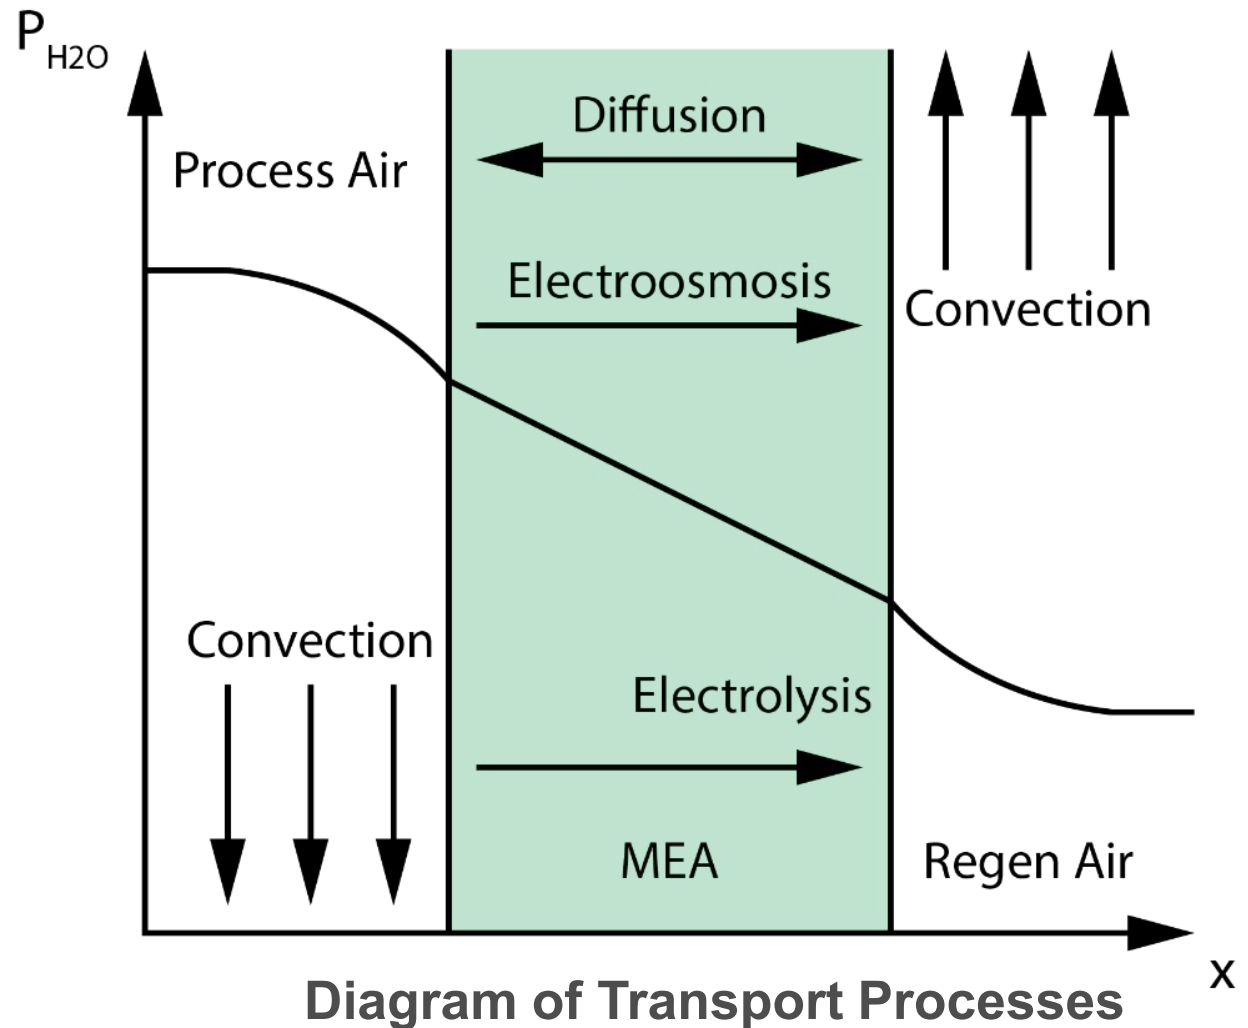 P H2O
Diffusion
Process Air
Electroosmosis
Convection
Convection
Electrolysis
MEA
Regen Air
x
Diagram of Transport Processes